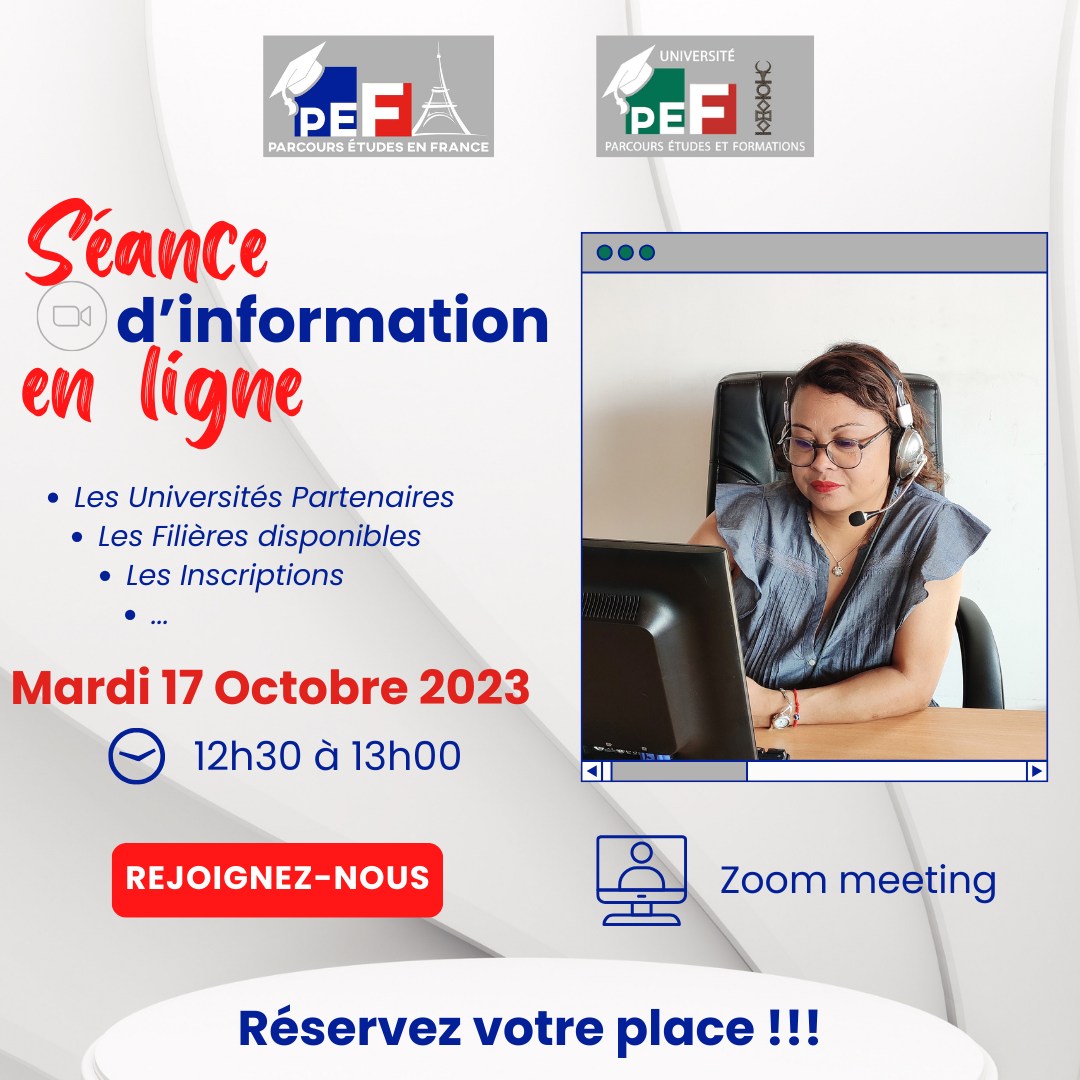 PEF
PARCOURS ÉTUDES EN FRANCE
UNIVERSITÉ
PEF
PARCOURS ÉTUDES ET FORMATIONS
Séance
d’information
en ligne
• Les Universités Partenaires
• Les Filières disponibles
• Les Inscriptions
• ...
Mardi 17 Octobre 2023
12h30 à 13h00
REJOIGNEZ-NOUS
Zoom meeting
Réservez votre place !!!